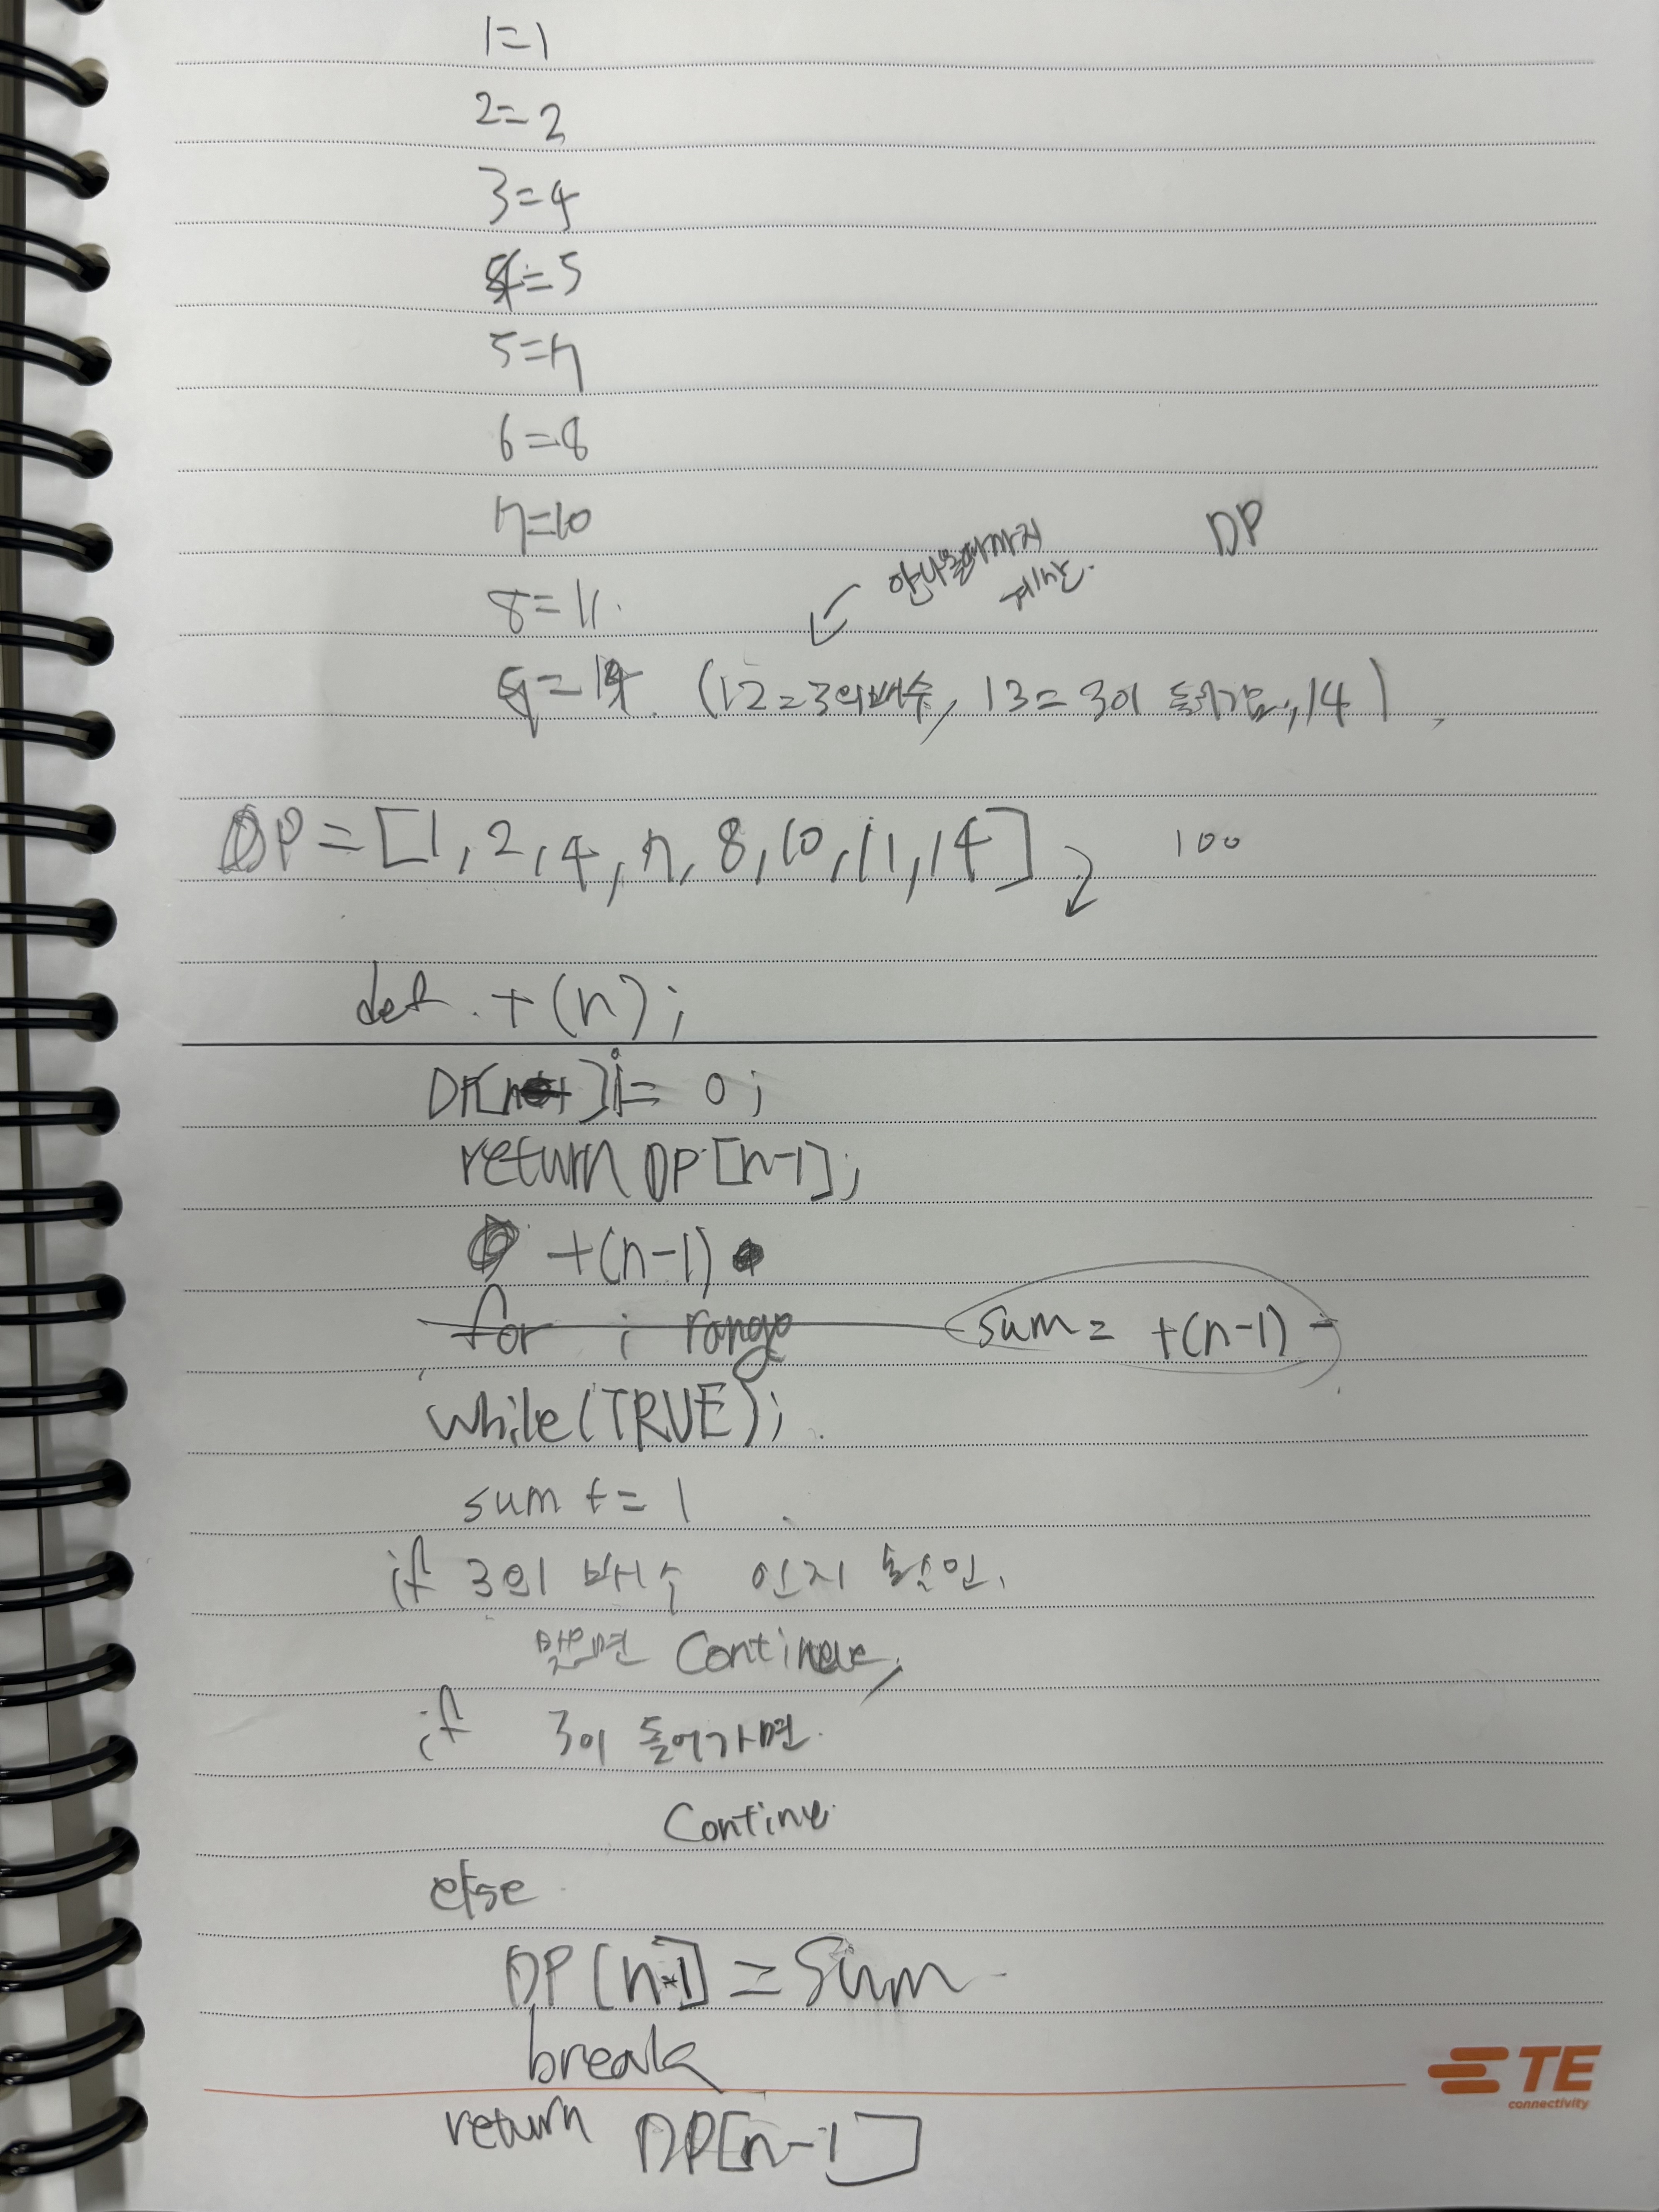 1=1
2=2
3=4
4=5
5=7
6=8
7=10
8=11.
9=14. (12=3의배수, 13=3이 들어감, 14)
안나올때까지
계산.
DP
DP=[1,2,4,7,8,10,11,14]
100
def. t(n);
DP[n-1]!= 0;
return DP[n-1];
t(n-1)
for i range
sum= t(n-1)
while(TRUE);
sum += 1
if 3의 배수 인지 확인.
맞으면 Continue,
if 3이 들어가면.
Continue
else
DP[n-1]=Sum
break
return DP[n-1]
TE
connectivity